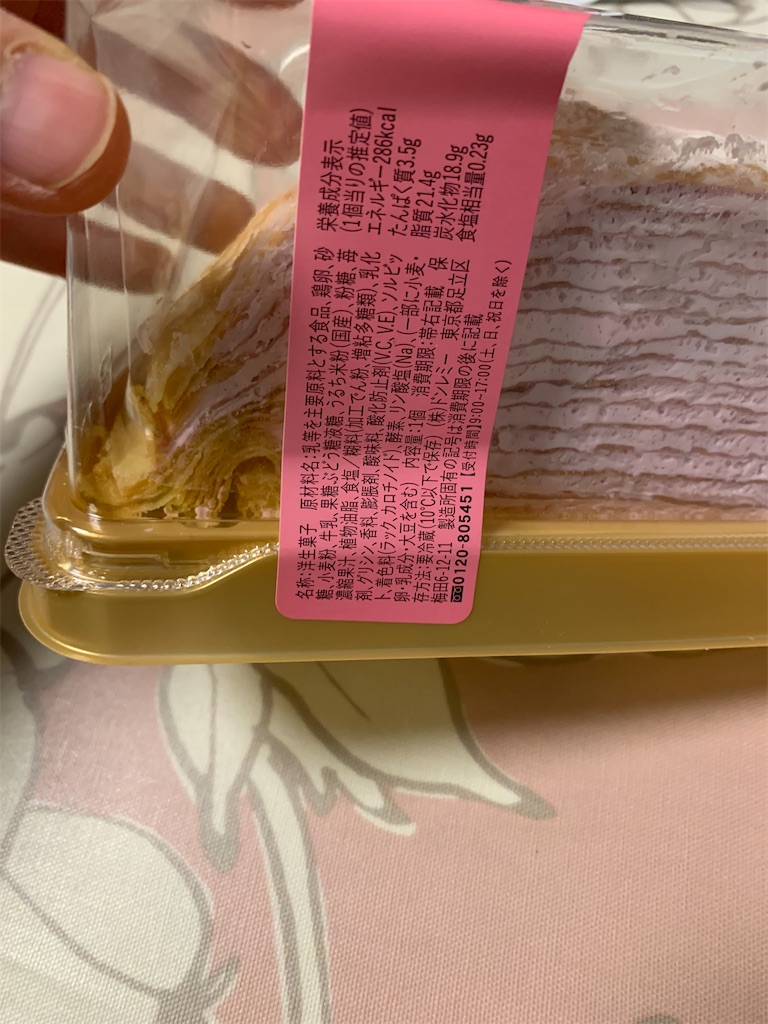 名称:洋生菓子 原材料名:乳等を主要原料とする食品、鶏卵、砂
糖、小麦粉、牛乳、果糖ぶどう糖液糖、うるち米粉(国産)、粉糖、苺
濃縮果汁、植物油脂、食塩/糊料(加工でん粉、増粘多糖類)、乳化
剤、グリシン、香料、膨脹剤、酸味料、酸化防止剤(V.C、V.E)、ソルビッ
ト、着色料(ラック、カロチノイド)、酵素、リン酸塩(Na)、(一部に小麦・
卵・乳成分・大豆を含む) 内容量:1個 消費期限:帯右記載 保
存方法:要冷蔵(10℃以下で保存) (株)ドンレミー 東京都足立区
梅田6-12-11 製造所固有の記号は消費期限の後に記載
0120-805451【受付時間】9:00~17:00(土、日、祝日を除く)
栄養成分表示
(1個当りの推定値)
エネルギー286kcal
たんぱく質3.5g
脂質21.4g
炭水化物18.9g
食塩相当量0.23g